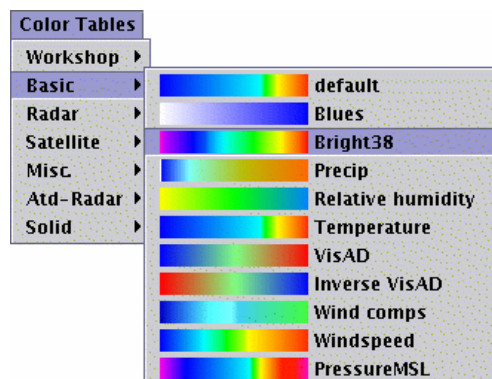 Color Tables
Workshop
Basic
Radar
Satellite
Misc.
Atd-Radar
Solid
default
Blues
Bright38
Precip
Relative humidity
Temperature
VisAD
Inverse VisAD
Wind comps
Windspeed
PressureMSL